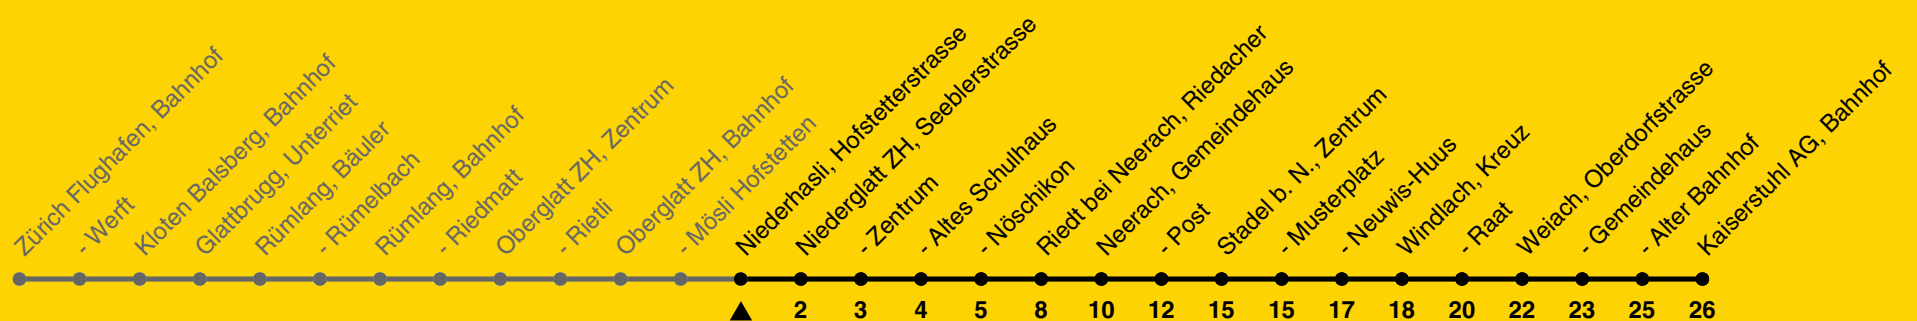 Zürich Flughafen, Bahnhof
- Werft
Kloten Balsberg, Bahnhof
Glattbrugg, Unterriet
Rümlang, Bäuler
- Rümelbach
Rümlang, Bahnhof
- Riedmatt
Oberglatt ZH, Zentrum
- Rietli
Oberglatt ZH, Bahnhof
- Mösli Hofstetten
Niederhasli, Hofstetterstrasse
Niederglatt ZH, Seeblerstrasse
- Zentrum
- Altes Schulhaus
- Nöschikon
Riedt bei Neerach, Riedacher
Neerach, Gemeindehaus
- Post
Stadel b. N., Zentrum
- Musterplatz
- Neuwis-Huus
Windlach, Kreuz
- Raat
Weiach, Oberdorfstrasse
- Gemeindehaus
- Alter Bahnhof
Kaiserstuhl AG, Bahnhof
2 3 4 5 8 10 12 15 15 17 18 20 22 23 25 26